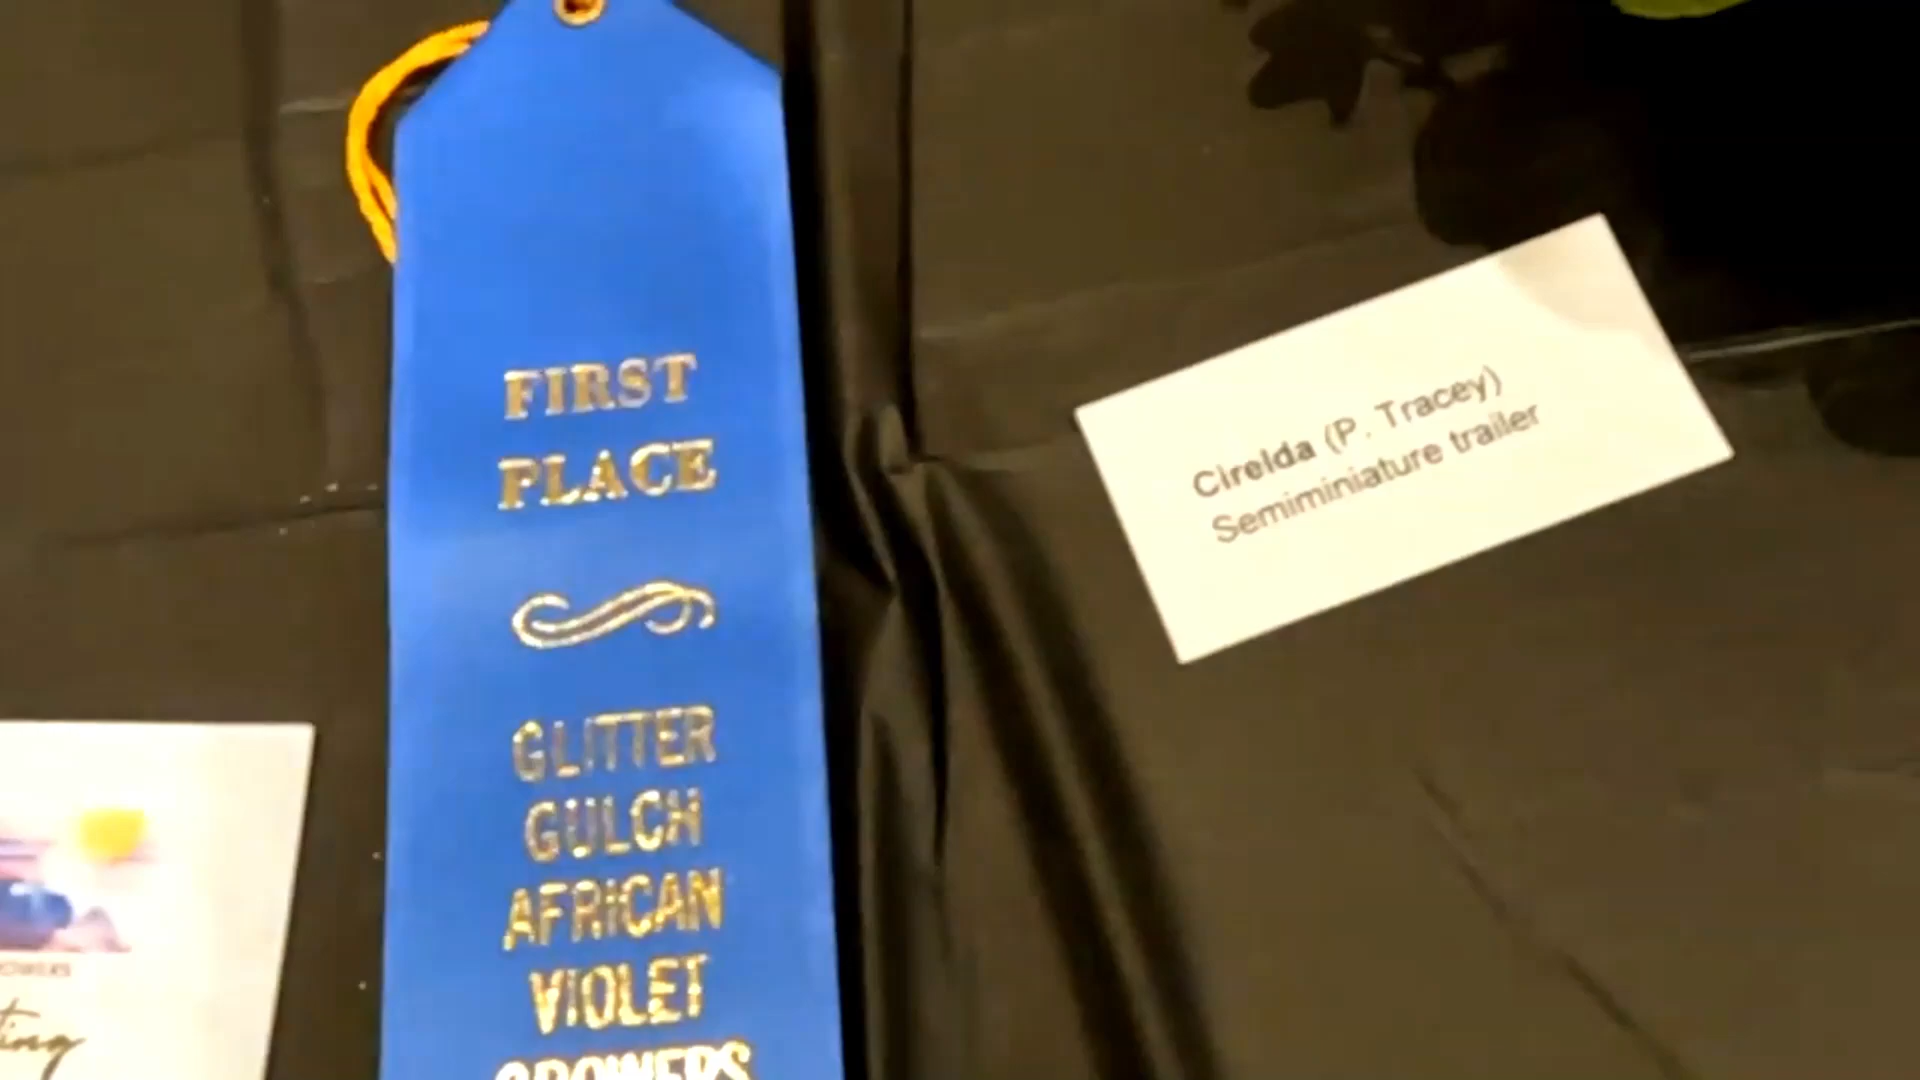 FIRST
PLACE
GLITTER
GULCH
AFRICAN
VIOLET
GROWERS
Cirelda (P. Tracey)
Semiminiature trailer